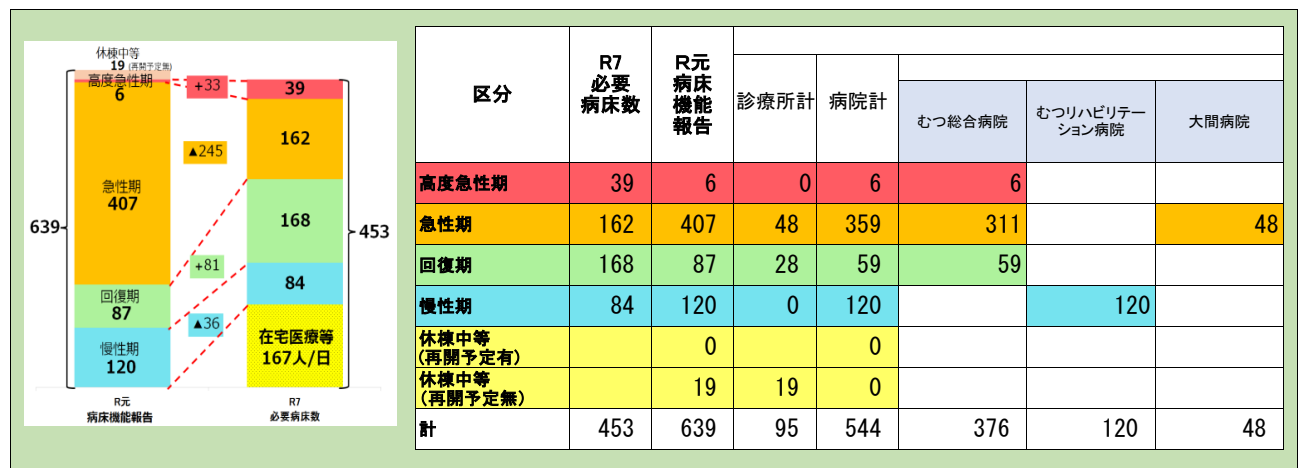 休棟中等
19 (再開予定無)
高度急性期
6
+33
39
▲245
162
急性期
407
639
168
453
+81
84
回復期
87
▲36
慢性期
120
在宅医療等
167人/日
R元
病床機能報告
R7
必要病床数
区分
R7
必要
病床数
R元
病床
機能
報告
診療所計
病院計
むつ総合病院
むつリハビリテー
ション病院
大間病院
高度急性期 39 6 0 6 6
急性期 162 407 48 359 311 48
回復期 168 87 28 59 59
慢性期 84 120 0 120 120
休棟中等
(再開予定有) 0 0
休棟中等
(再開予定無) 19 19 0
計 453 639 95 544 376 120 48